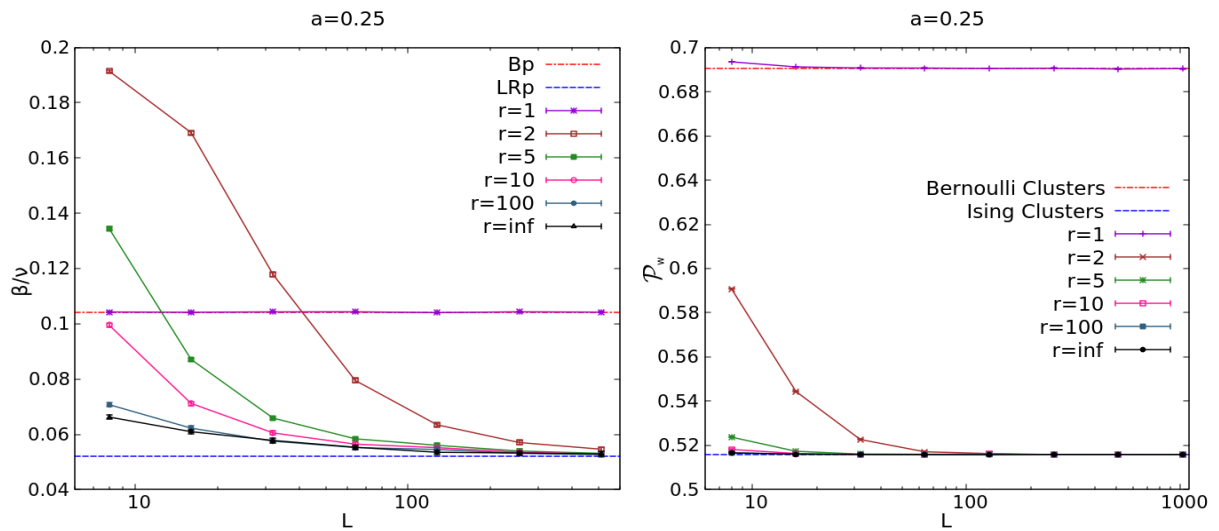 a=0.25
0.2
0.18
0.16
0.14
0.12
0.1
0.08
0.06
0.04
β/ν
10
100
L
Bp
LRp
r=1
r=2
r=5
r=10
r=100
r=inf
a=0.25
0.7
0.68
0.66
0.64
0.62
0.6
0.58
0.56
0.54
0.52
0.5
𝒫w
10
100
1000
L
Bernoulli Clusters
Ising Clusters
r=1
r=2
r=5
r=10
r=100
r=inf